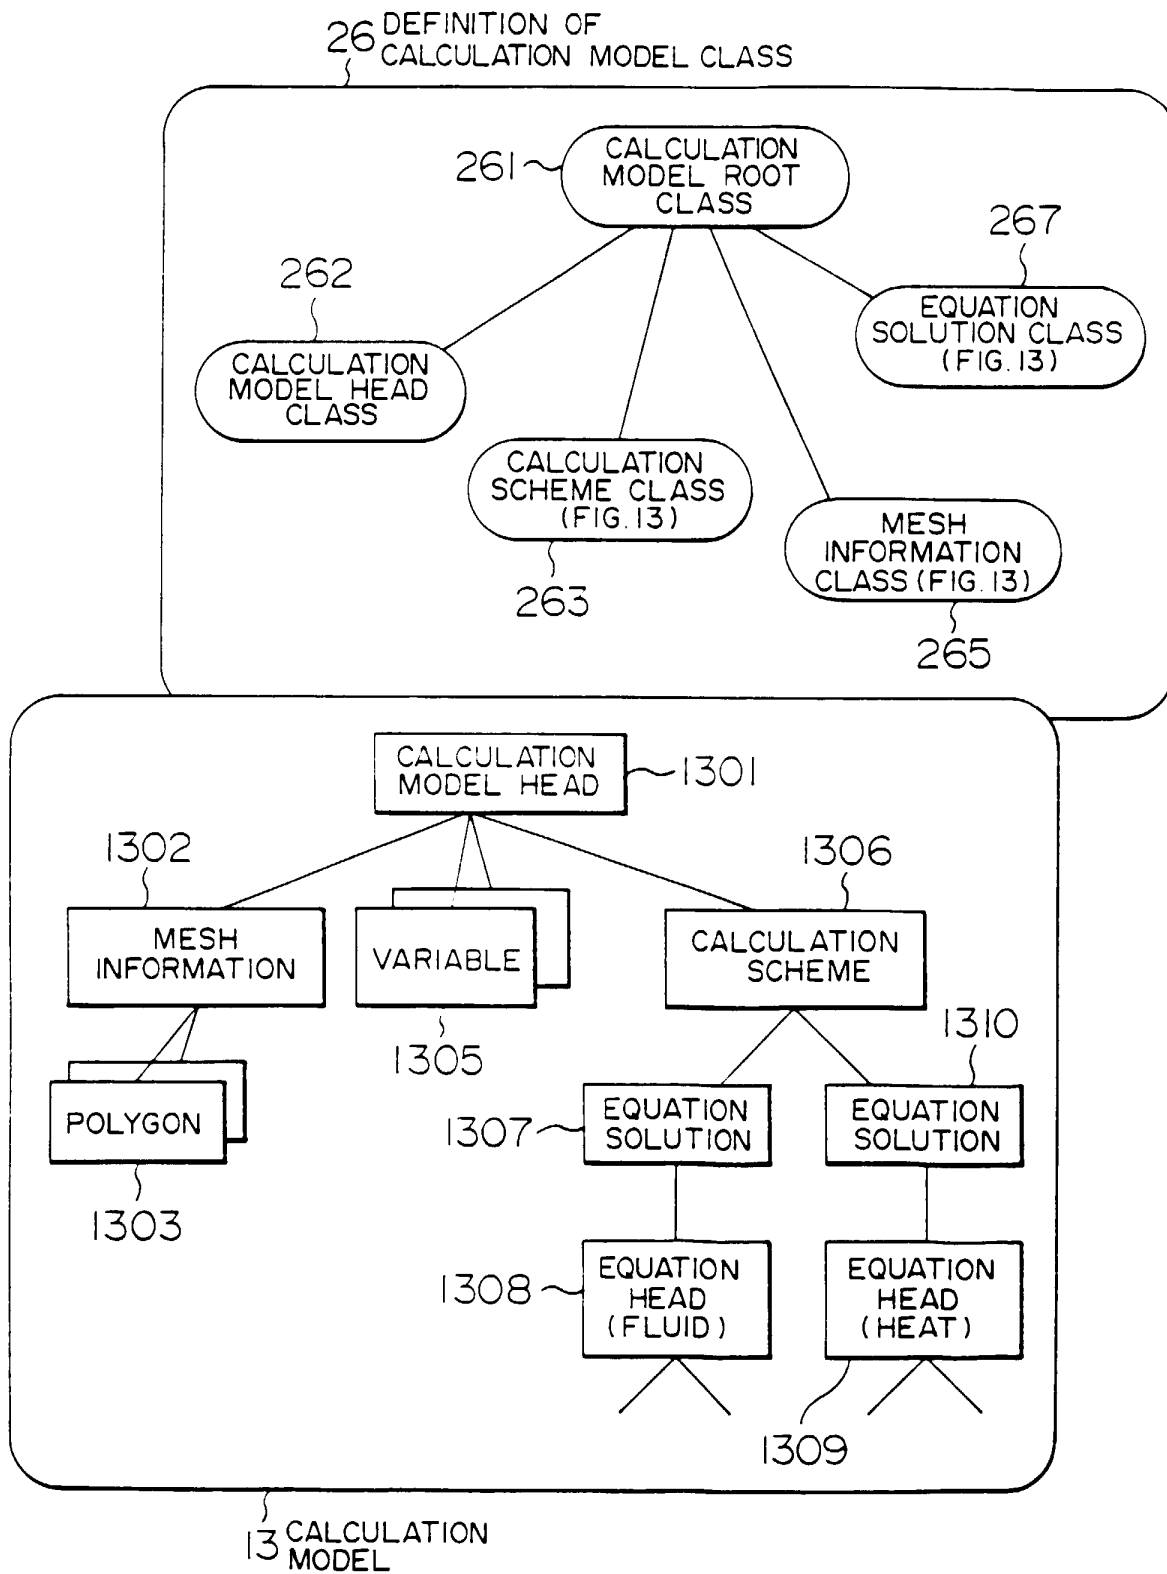 26 DEFINITION OF
CALCULATION MODEL CLASS
261
CALCULATION
MODEL ROOT
CLASS
267
EQUATION
SOLUTION CLASS
(FIG.13)
262
CALCULATION
MODEL HEAD
CLASS
CALCULATION
SCHEME CLASS
(FIG.13)
263
MESH
INFORMATION
CLASS (FIG.13)
265
CALCULATION
MODEL HEAD
1301
1302
MESH
INFORMATION
VARIABLE
1305
1306
CALCULATION
SCHEME
POLYGON
1303
1307
EQUATION
SOLUTION
1310
EQUATION
SOLUTION
1308
EQUATION
HEAD
(FLUID)
EQUATION
HEAD
(HEAT)
1309
13 CALCULATION
MODEL